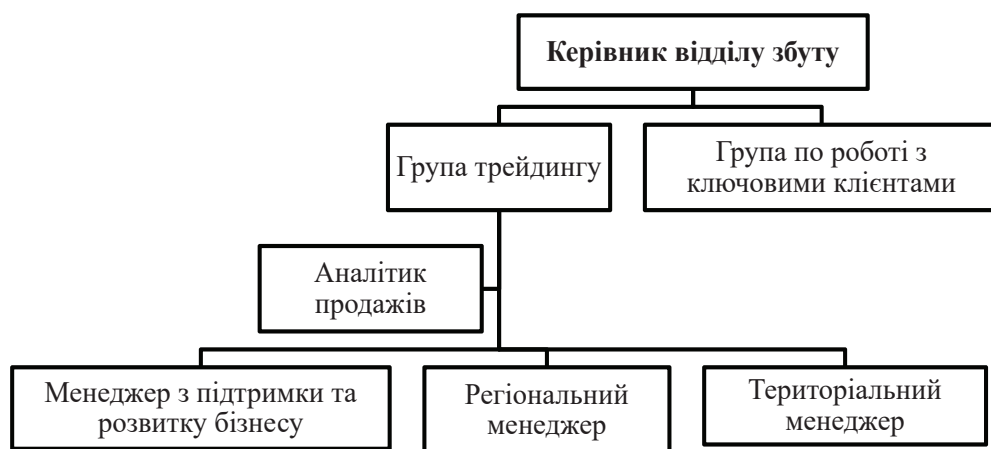 Керівник відділу збуту
Група трейдингу
Група по роботі з
ключовими клієнтами
Аналітик
продажів
Менеджер з підтримки та
розвитку бізнесу
Регіональний
менеджер
Територіальний
менеджер